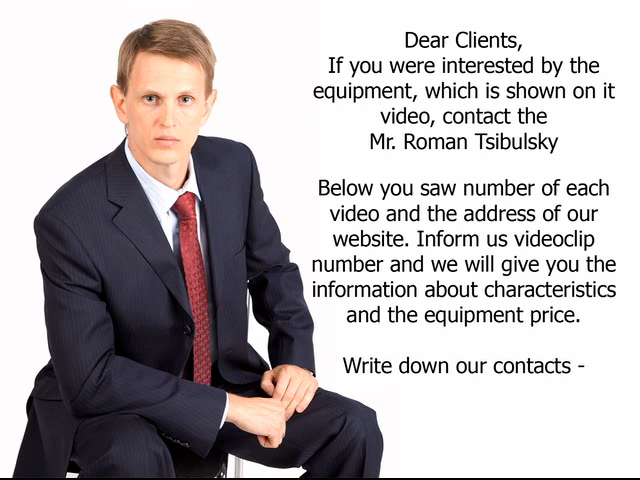 Dear Clients,
If you were interested by the
equipment, which is shown on it
video, contact the
Mr. Roman Tsibulsky
Below you saw number of each
video and the address of our
website. Inform us videoclip
number and we will give you the
information about characteristics
and the equipment price.
Write down our contacts -